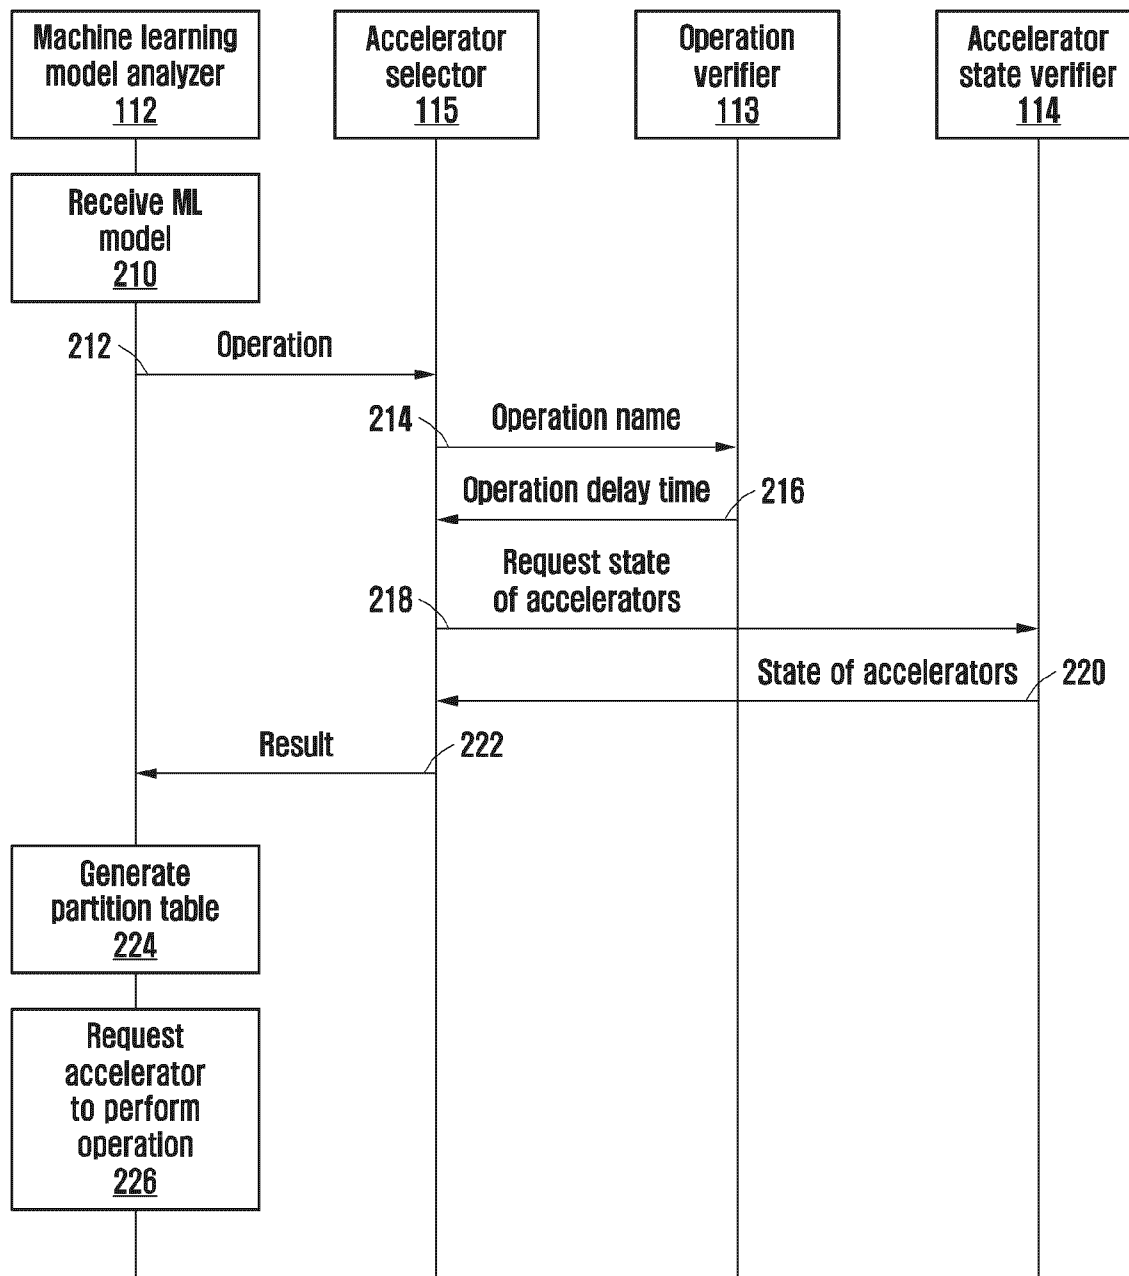 Machine learning
model analyzer
112
Accelerator
selector
115
Operation
verifier
113
Accelerator
state verifier
114
Receive ML
model
210
212
Operation
214
Operation name
Operation delay time
216
Request state
of accelerators
218
State of accelerators
220
Result
222
Generate
partition table
224
Request
accelerator
to perform
operation
226